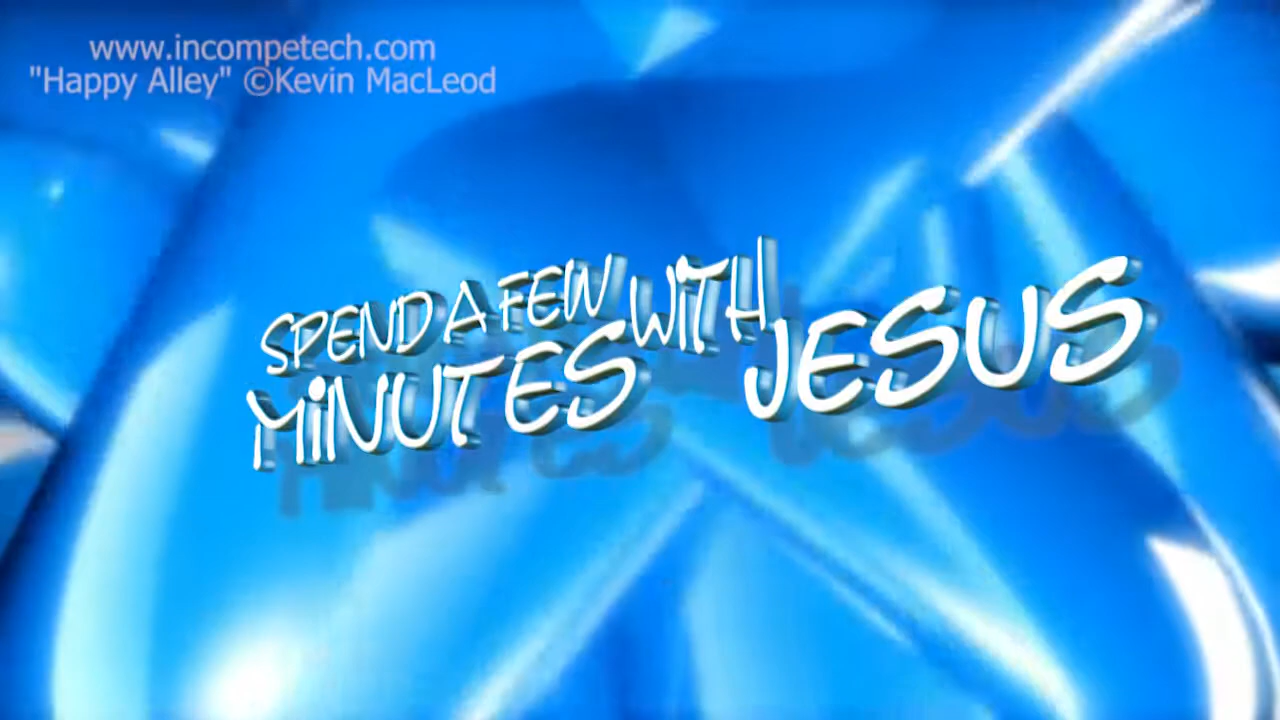 www.incompetech.com
"Happy Alley" ©Kevin MacLeod
SPEND A FEW
MINUTES WITH JESUS